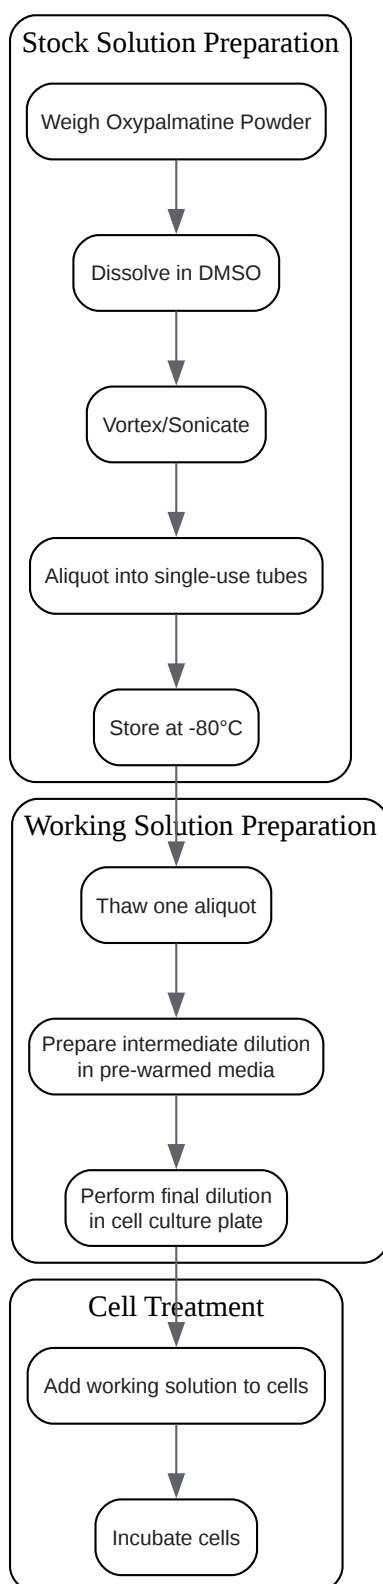 Stock Solution Preparation
Weigh Oxypalmatine Powder
Dissolve in DMSO
Vortex/Sonicate
Aliquot into single-use tubes
Store at -80°C
Working Solution Preparation
Thaw one aliquot
Prepare intermediate dilution
in pre-warmed media
Perform final dilution
in cell culture plate
Cell Treatment
Add working solution to cells
Incubate cells